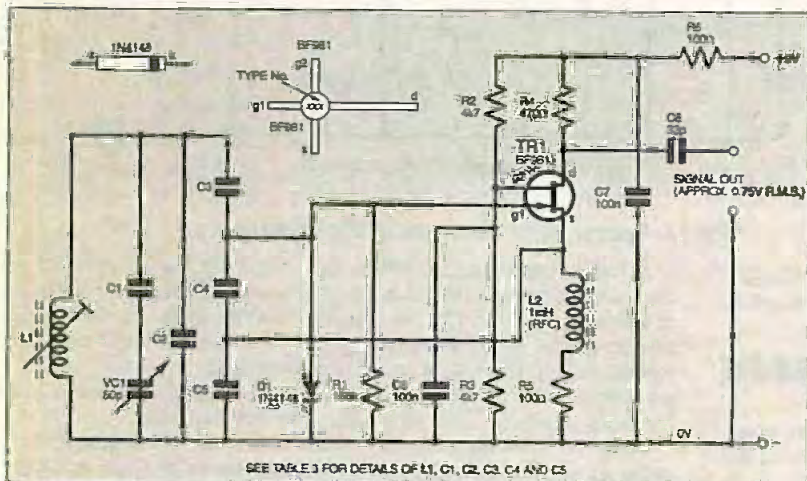 1N4148
BF981
g2
TYPE No.
g1
XXX
d
BF981
s
R6
100Ω
R2
4k7
R4
470Ω
C8
TR1
BF981
d
g1
s
SIGNAL OUT
(APPROX. 0.75V R.M.S.)
C7
100n
C3
C1
C4
L2
1mH
(RFC)
L1
C2
VC1
50p
C5
D1
1N4148
R1
C6
100n
R3
4k7
R5
100Ω
0V
SEE TABLE 3 FOR DETAILS OF L1, C1, C2, C3, C4 AND C5